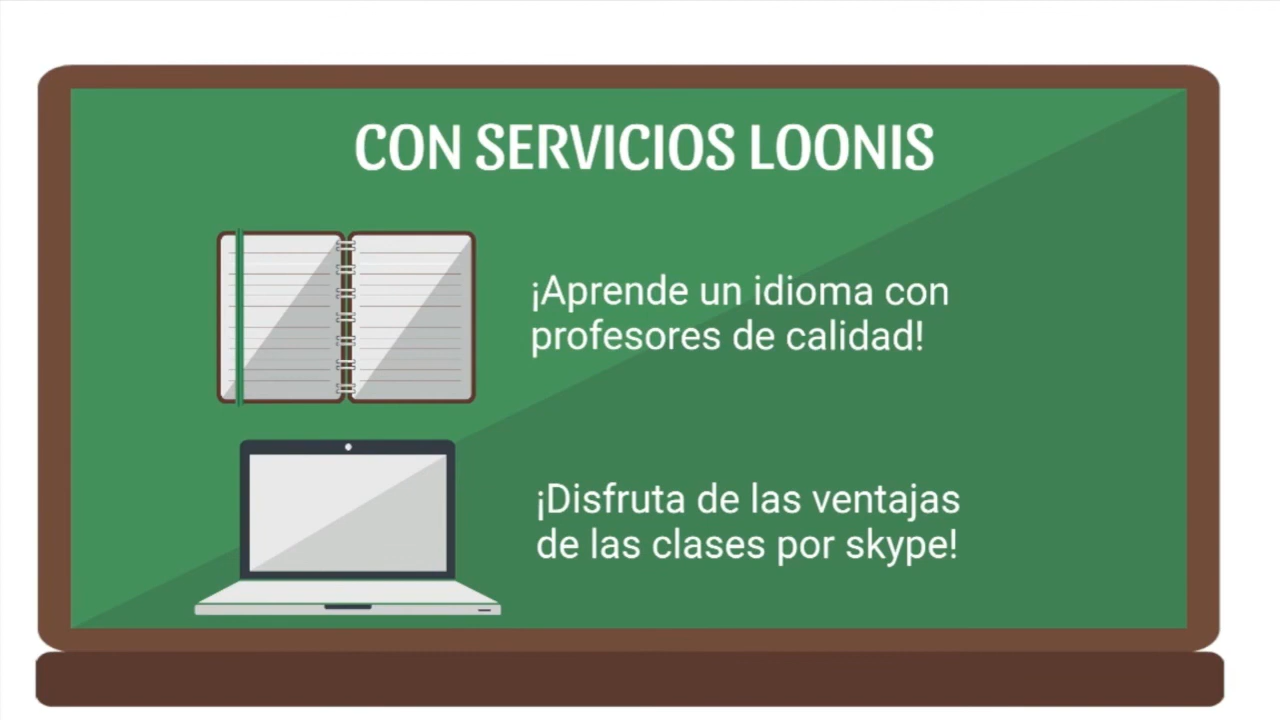 CON SERVICIOS LOONIS
¡Aprende un idioma con
profesores de calidad!
¡Disfruta de las ventajas
de las clases por skype!